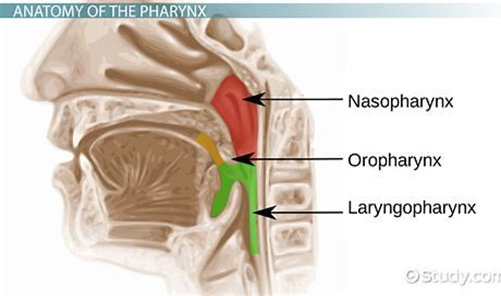 ANATOMY OF THE PHARYNX
Nasopharynx
Oropharynx
Laryngopharynx
©Study.com